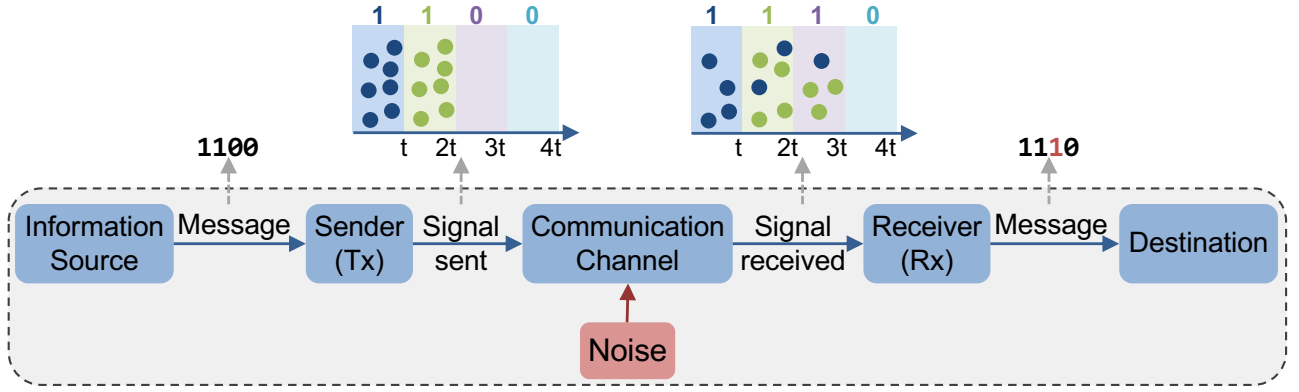 1 1 0 0
1 1 1 0
t 2t 3t 4t
t 2t 3t 4t
1100
1110
Information
Source
Message
Sender
(Tx)
Signal
sent
Communication
Channel
Signal
received
Receiver
(Rx)
Message
Destination
Noise